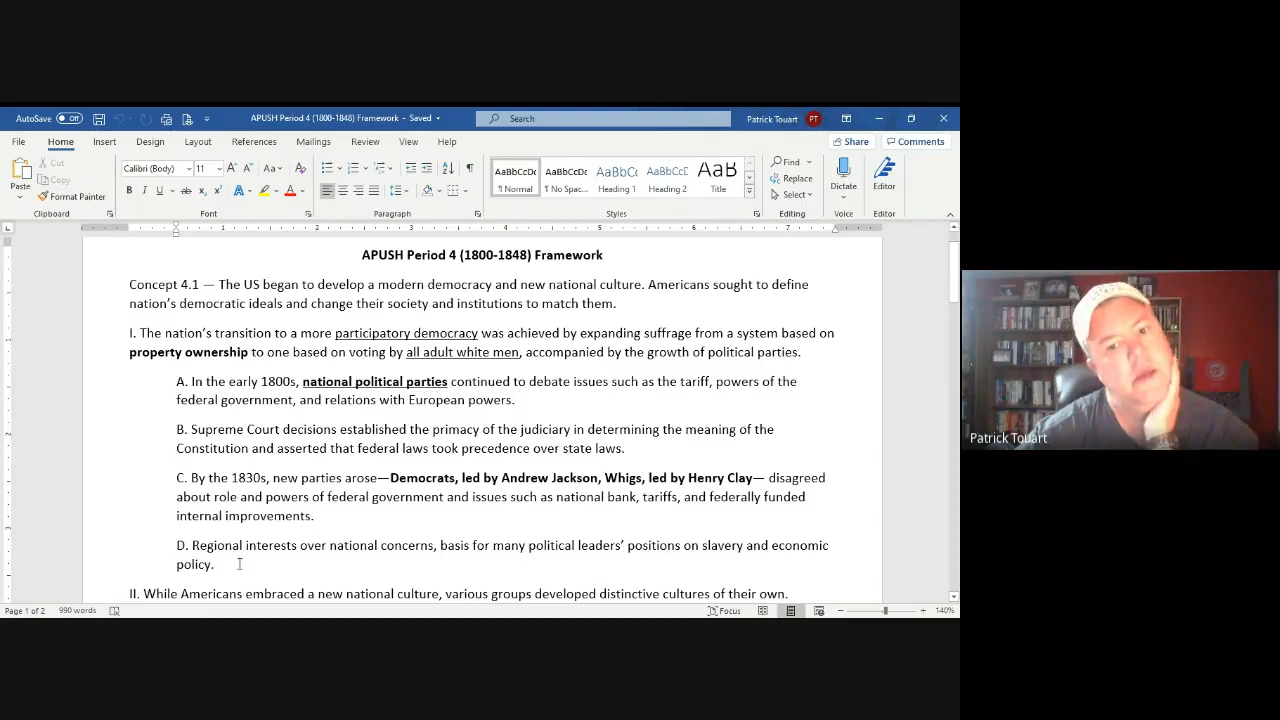 AutoSave Off APUSH Period 4 (1800-1848) Framework - Saved Search Patrick Touart PT
File Home Insert Design Layout References Mailings Review View Help Share Comments
Paste Cut Copy Format Painter
Calibri (Body) 11
AaBbCcDc AaBbCcDc AaBbCc AaBbCcC AaB
¶ Normal ¶ No Spac... Heading 1 Heading 2 Title
Find Replace Select Dictate Editor
Clipboard Font Paragraph Styles Editing Voice Editor
1 2 3 4 5 6 7
APUSH Period 4 (1800-1848) Framework
Concept 4.1 — The US began to develop a modern democracy and new national culture. Americans sought to define
nation's democratic ideals and change their society and institutions to match them.
I. The nation's transition to a more participatory democracy was achieved by expanding suffrage from a system based on
property ownership to one based on voting by all adult white men, accompanied by the growth of political parties.
A. In the early 1800s, national political parties continued to debate issues such as the tariff, powers of the
federal government, and relations with European powers.
B. Supreme Court decisions established the primacy of the judiciary in determining the meaning of the
Constitution and asserted that federal laws took precedence over state laws.
C. By the 1830s, new parties arose—Democrats, led by Andrew Jackson, Whigs, led by Henry Clay— disagreed
about role and powers of federal government and issues such as national bank, tariffs, and federally funded
internal improvements.
D. Regional interests over national concerns, basis for many political leaders' positions on slavery and economic
policy.
II. While Americans embraced a new national culture, various groups developed distinctive cultures of their own.
Page 1 of 2 990 words Focus 140%
Patrick Touart